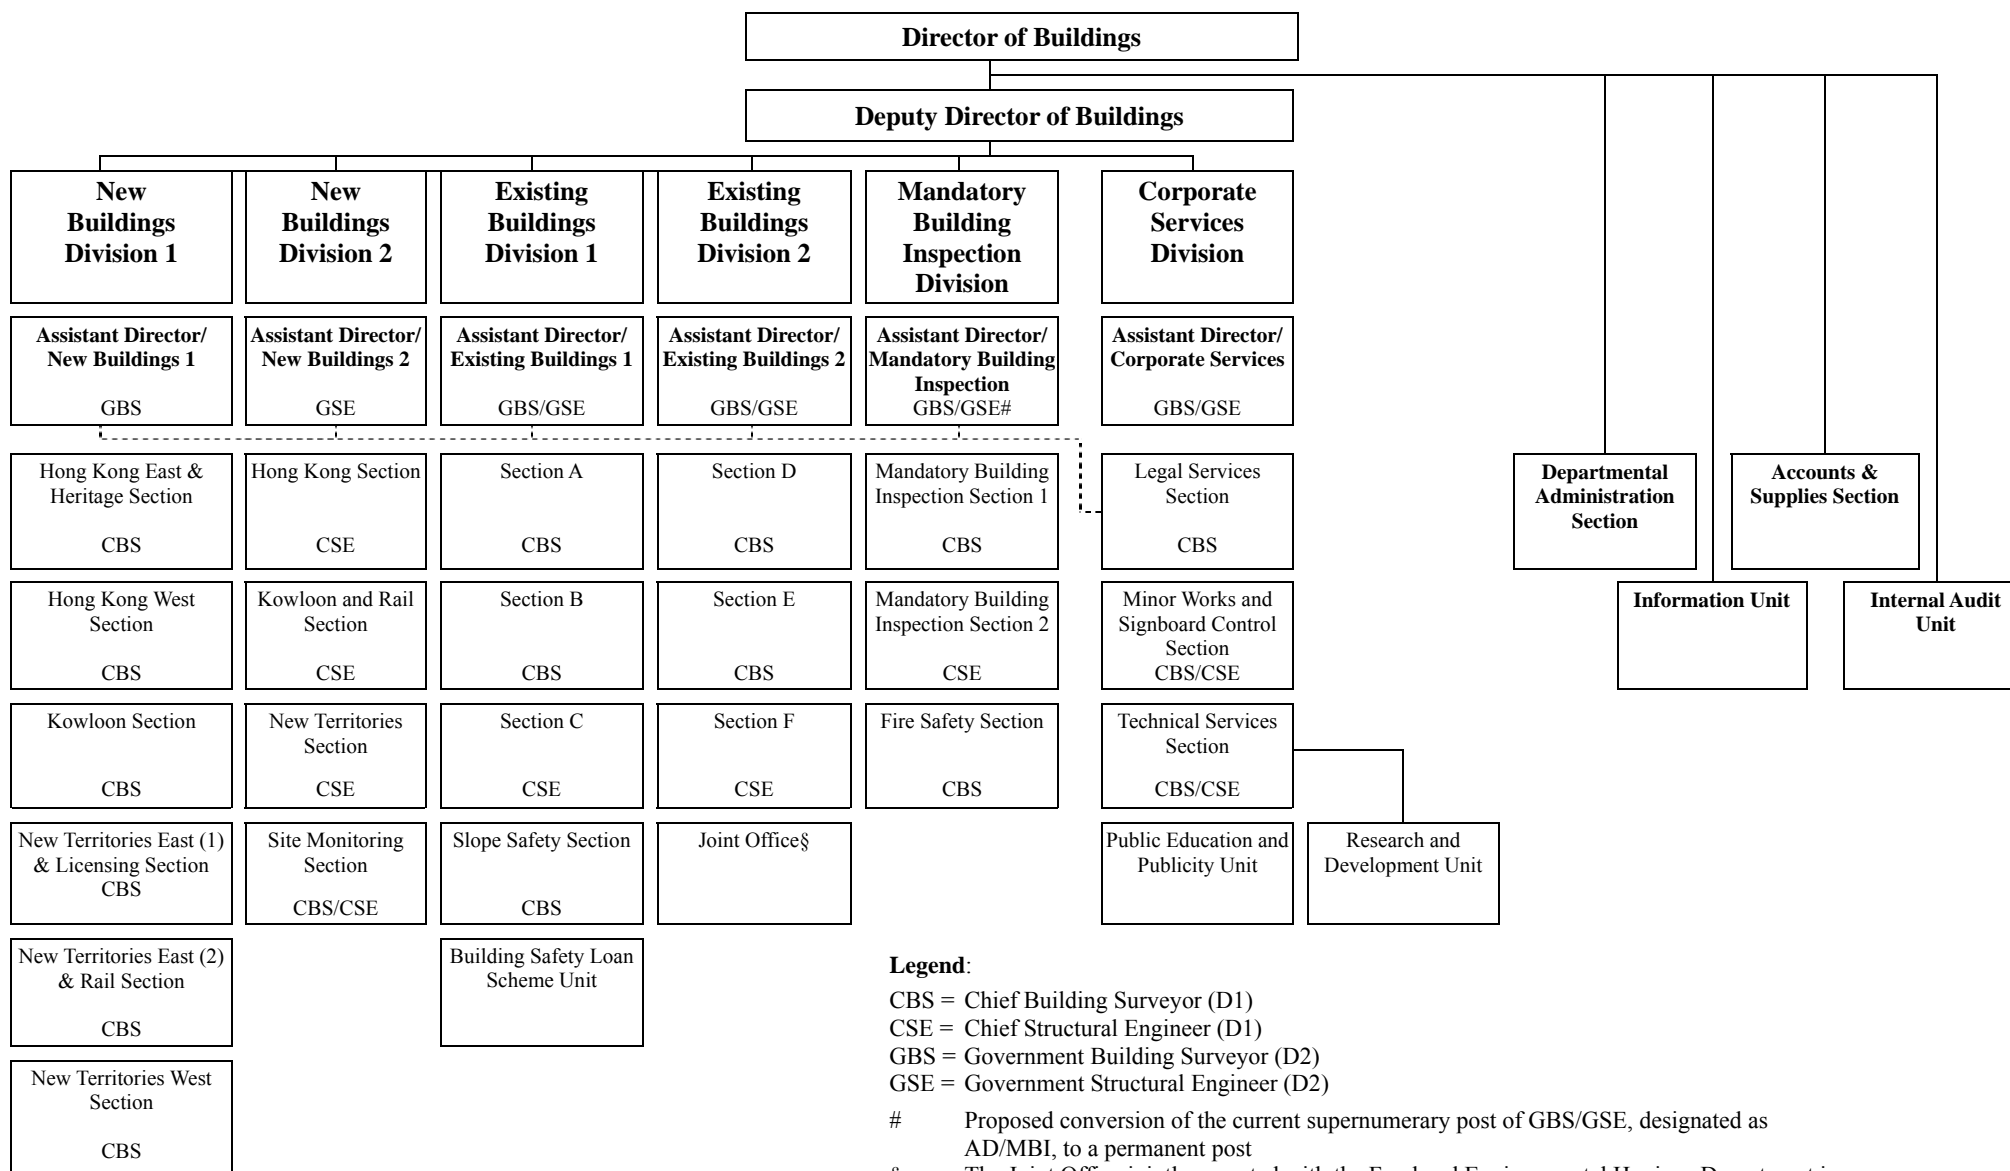 Director of Buildings
Deputy Director of Buildings
New
Buildings
Division 1
New
Buildings
Division 2
Existing
Buildings
Division 1
Existing
Buildings
Division 2
Mandatory
Building
Inspection
Division
Corporate
Services
Division
Assistant Director/
New Buildings 1
GBS
Assistant Director/
New Buildings 2
GSE
Assistant Director/
Existing Buildings 1
GBS/GSE
Assistant Director/
Existing Buildings 2
GBS/GSE
Assistant Director/
Mandatory Building
Inspection
GBS/GSE#
Assistant Director/
Corporate Services
GBS/GSE
Hong Kong East &
Heritage Section
CBS
Hong Kong Section
CSE
Section A
CBS
Section D
CBS
Mandatory Building
Inspection Section 1
CBS
Legal Services
Section
CBS
Departmental
Administration
Section
Accounts &
Supplies Section
Hong Kong West
Section
CBS
Kowloon and Rail
Section
CSE
Section B
CBS
Section E
CBS
Mandatory Building
Inspection Section 2
CSE
Minor Works and
Signboard Control
Section
CBS/CSE
Information Unit
Internal Audit
Unit
Kowloon Section
CBS
New Territories
Section
CSE
Section C
CSE
Section F
CSE
Fire Safety Section
CBS
Technical Services
Section
CBS/CSE
New Territories East (1)
& Licensing Section
CBS
Site Monitoring
Section
CBS/CSE
Slope Safety Section
CBS
Joint Office§
Public Education and
Publicity Unit
Research and
Development Unit
New Territories East (2)
& Rail Section
CBS
Building Safety Loan
Scheme Unit
New Territories West
Section
CBS
Legend:
CBS = Chief Building Surveyor (D1)
CSE = Chief Structural Engineer (D1)
GBS = Government Building Surveyor (D2)
GSE = Government Structural Engineer (D2)
# Proposed conversion of the current supernumerary post of GBS/GSE, designated as
AD/MBI, to a permanent post